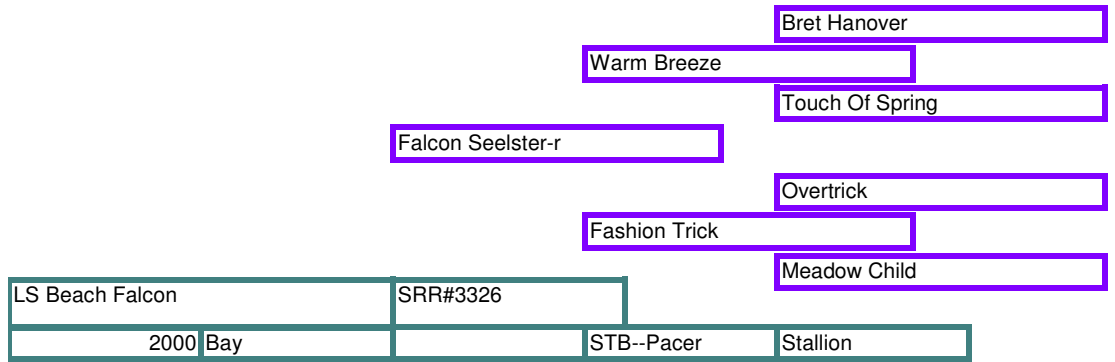 Bret Hanover
Warm Breeze
Touch Of Spring
Falcon Seelster-r
Overtrick
Fashion Trick
Meadow Child
LS Beach Falcon SRR#3326
2000 Bay STB--Pacer Stallion